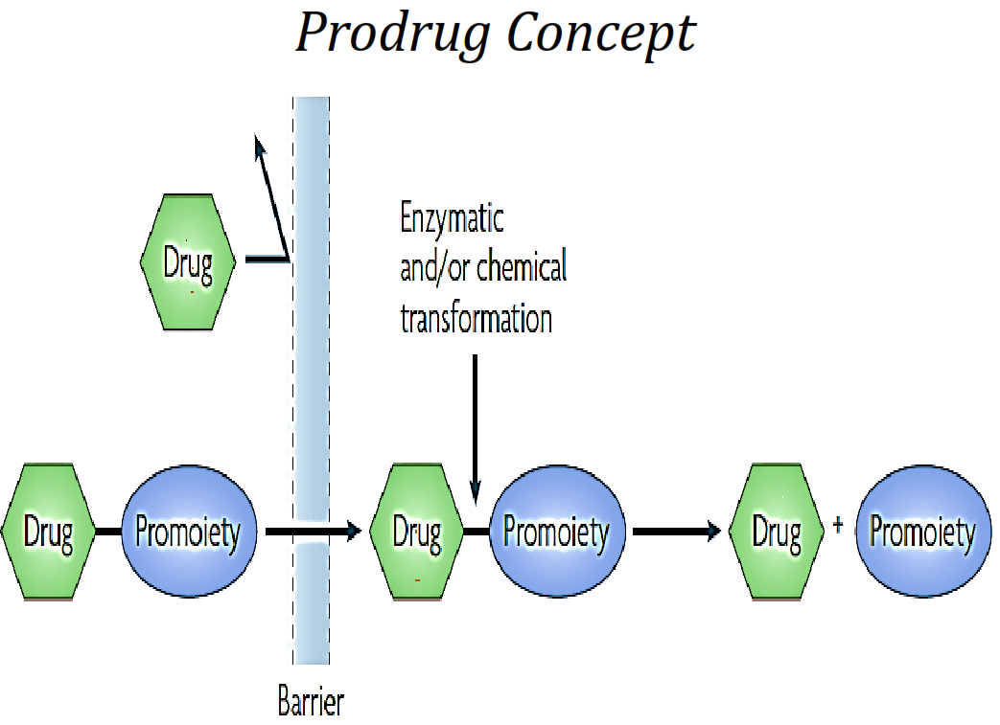 Prodrug Concept
Drug
Enzymatic
and/or chemical
transformation
Drug Promoiety Drug Promoiety Drug + Promoiety
Barrier